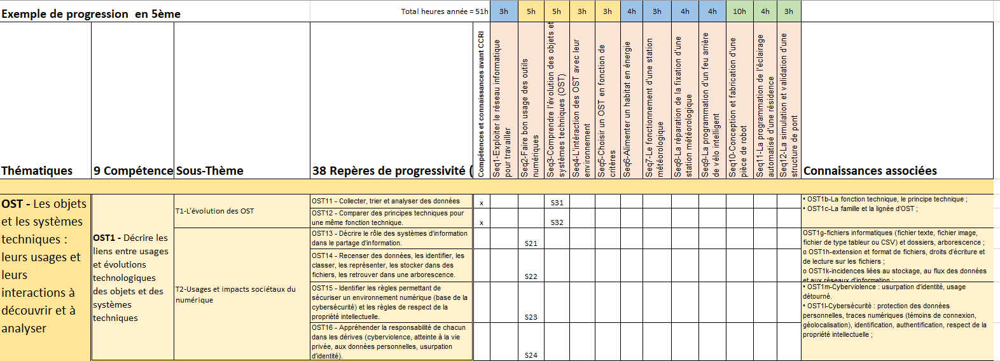 Exemple de progression en 5ème
Total heures année = 51h
3h
5h
5h
3h
3h
4h
3h
4h
4h
10h
4h
3h
Thématiques
9 Compétence
Sous-Thème
38 Repères de progressivité (
Compétences et connaissances avant CCRI
Seq1-Exploiter le réseau informatique
pour travailler
Seq2-Faire bon usage des outils
numériques
Seq3-Comprendre l'évolution des objets et
systèmes techniques (OST)
Seq4-L'intéraction des OST avec leur
environnement
Seq5-Choisir un OST en fonction de
critères
Seq6-Alimenter un habitat en énergie
Seq7-Le fonctionnement d'une station
météorologique
Seq8-La réparation de la fixation d'une
station météorologique
Seq9-La programmation d'un feu arrière
de vélo intelligent
Seq10-Conception et fabrication d'une
pièce de robot
Seq11-La programmation de l'éclairage
automatisé d'une résidence
Seq12-La simulation et validation d'une
structure de pont
Connaissances associées
OST - Les objets
et les systèmes
techniques :
leurs usages et
leurs
interactions à
découvrir et à
analyser
OST1 - Décrire les
liens entre usages
et évolutions
technologiques
des objets et des
systèmes
techniques
T1-L'évolution des OST
OST11 - Collecter, trier et analyser des données
x
S31
OST12 - Comparer des principes techniques pour
une même fonction technique.
x
S32
• OST1b-La fonction technique, le principe technique ;
• OST1c-La famille et la lignée d'OST ;
T2-Usages et impacts sociétaux du
numérique
OST13 - Décrire le rôle des systèmes d'information
dans le partage d'information.
S21
OST14 - Recenser des données, les identifier, les
classer, les représenter, les stocker dans des
fichiers, les retrouver dans une arborescence.
S22
OST1g-fichiers informatiques (fichier texte, fichier image,
fichier de type tableur ou CSV) et dossiers, arborescence ;
o OST1h-extension et format de fichiers, droits d'écriture et
de lecture sur les fichiers ;
o OST1k-incidences liées au stockage, au flux des données
et aux réseaux d'information ;
OST15 - Identifier les règles permettant de
sécuriser un environnement numérique (base de la
cybersécurité) et les règles de respect de la
propriété intellectuelle.
S23
OST16 - Appréhender la responsabilité de chacun
dans les dérives (cyberviolence, atteinte à la vie
privée, aux données personnelles, usurpation
d'identité).
S24
• OST1m-Cyberviolence : usurpation d'identité, usage
détourné.
• OST1l-Cybersécurité : protection des données
personnelles, traces numériques (témoins de connexion,
géolocalisation), identification, authentification, respect de la
propriété intellectuelle ;